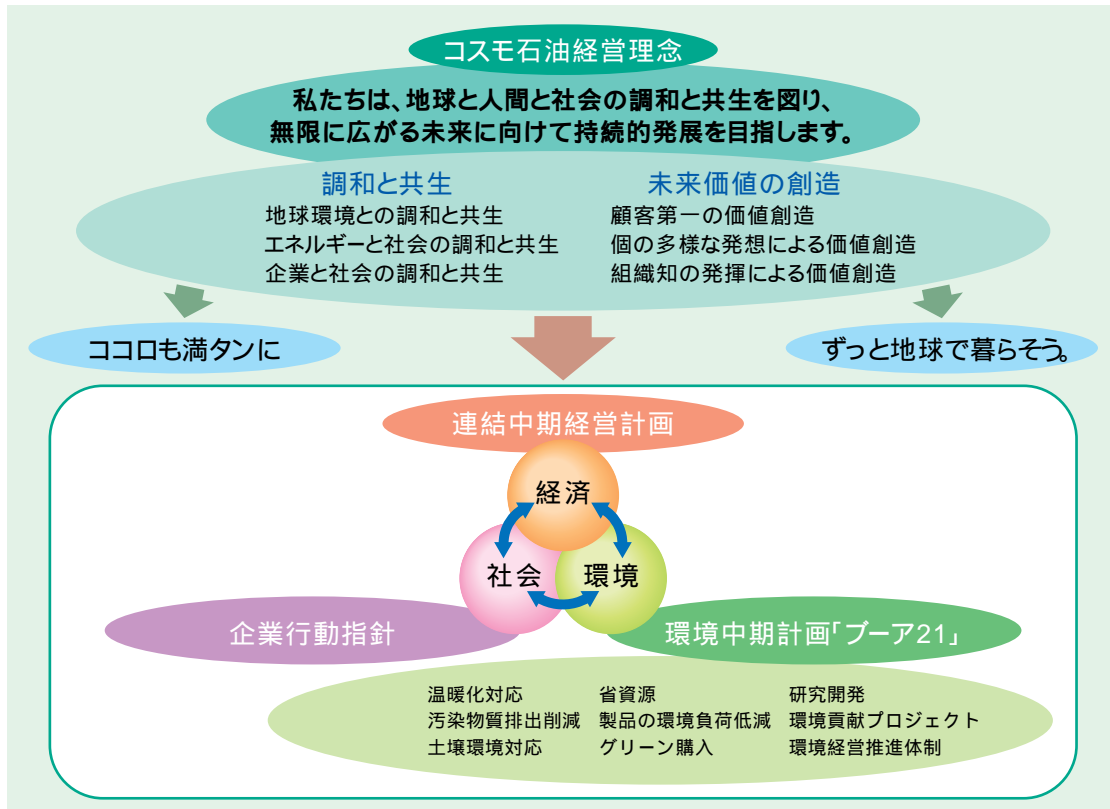 コスモ石油経営理念
私たちは、地球と人間と社会の調和と共生を図り、
無限に広がる未来に向けて持続的発展を目指します。
調和と共生
地球環境との調和と共生
エネルギーと社会の調和と共生
企業と社会の調和と共生
未来価値の創造
顧客第一の価値創造
個の多様な発想による価値創造
組織知の発揮による価値創造
ココロも満タンに
ずっと地球で暮らそう。
連結中期経営計画
経済
社会
環境
企業行動指針
環境中期計画「ブーア21」
温暖化対応
汚染物質排出削減
土壌環境対応
省資源
製品の環境負荷低減
グリーン購入
研究開発
環境貢献プロジェクト
環境経営推進体制